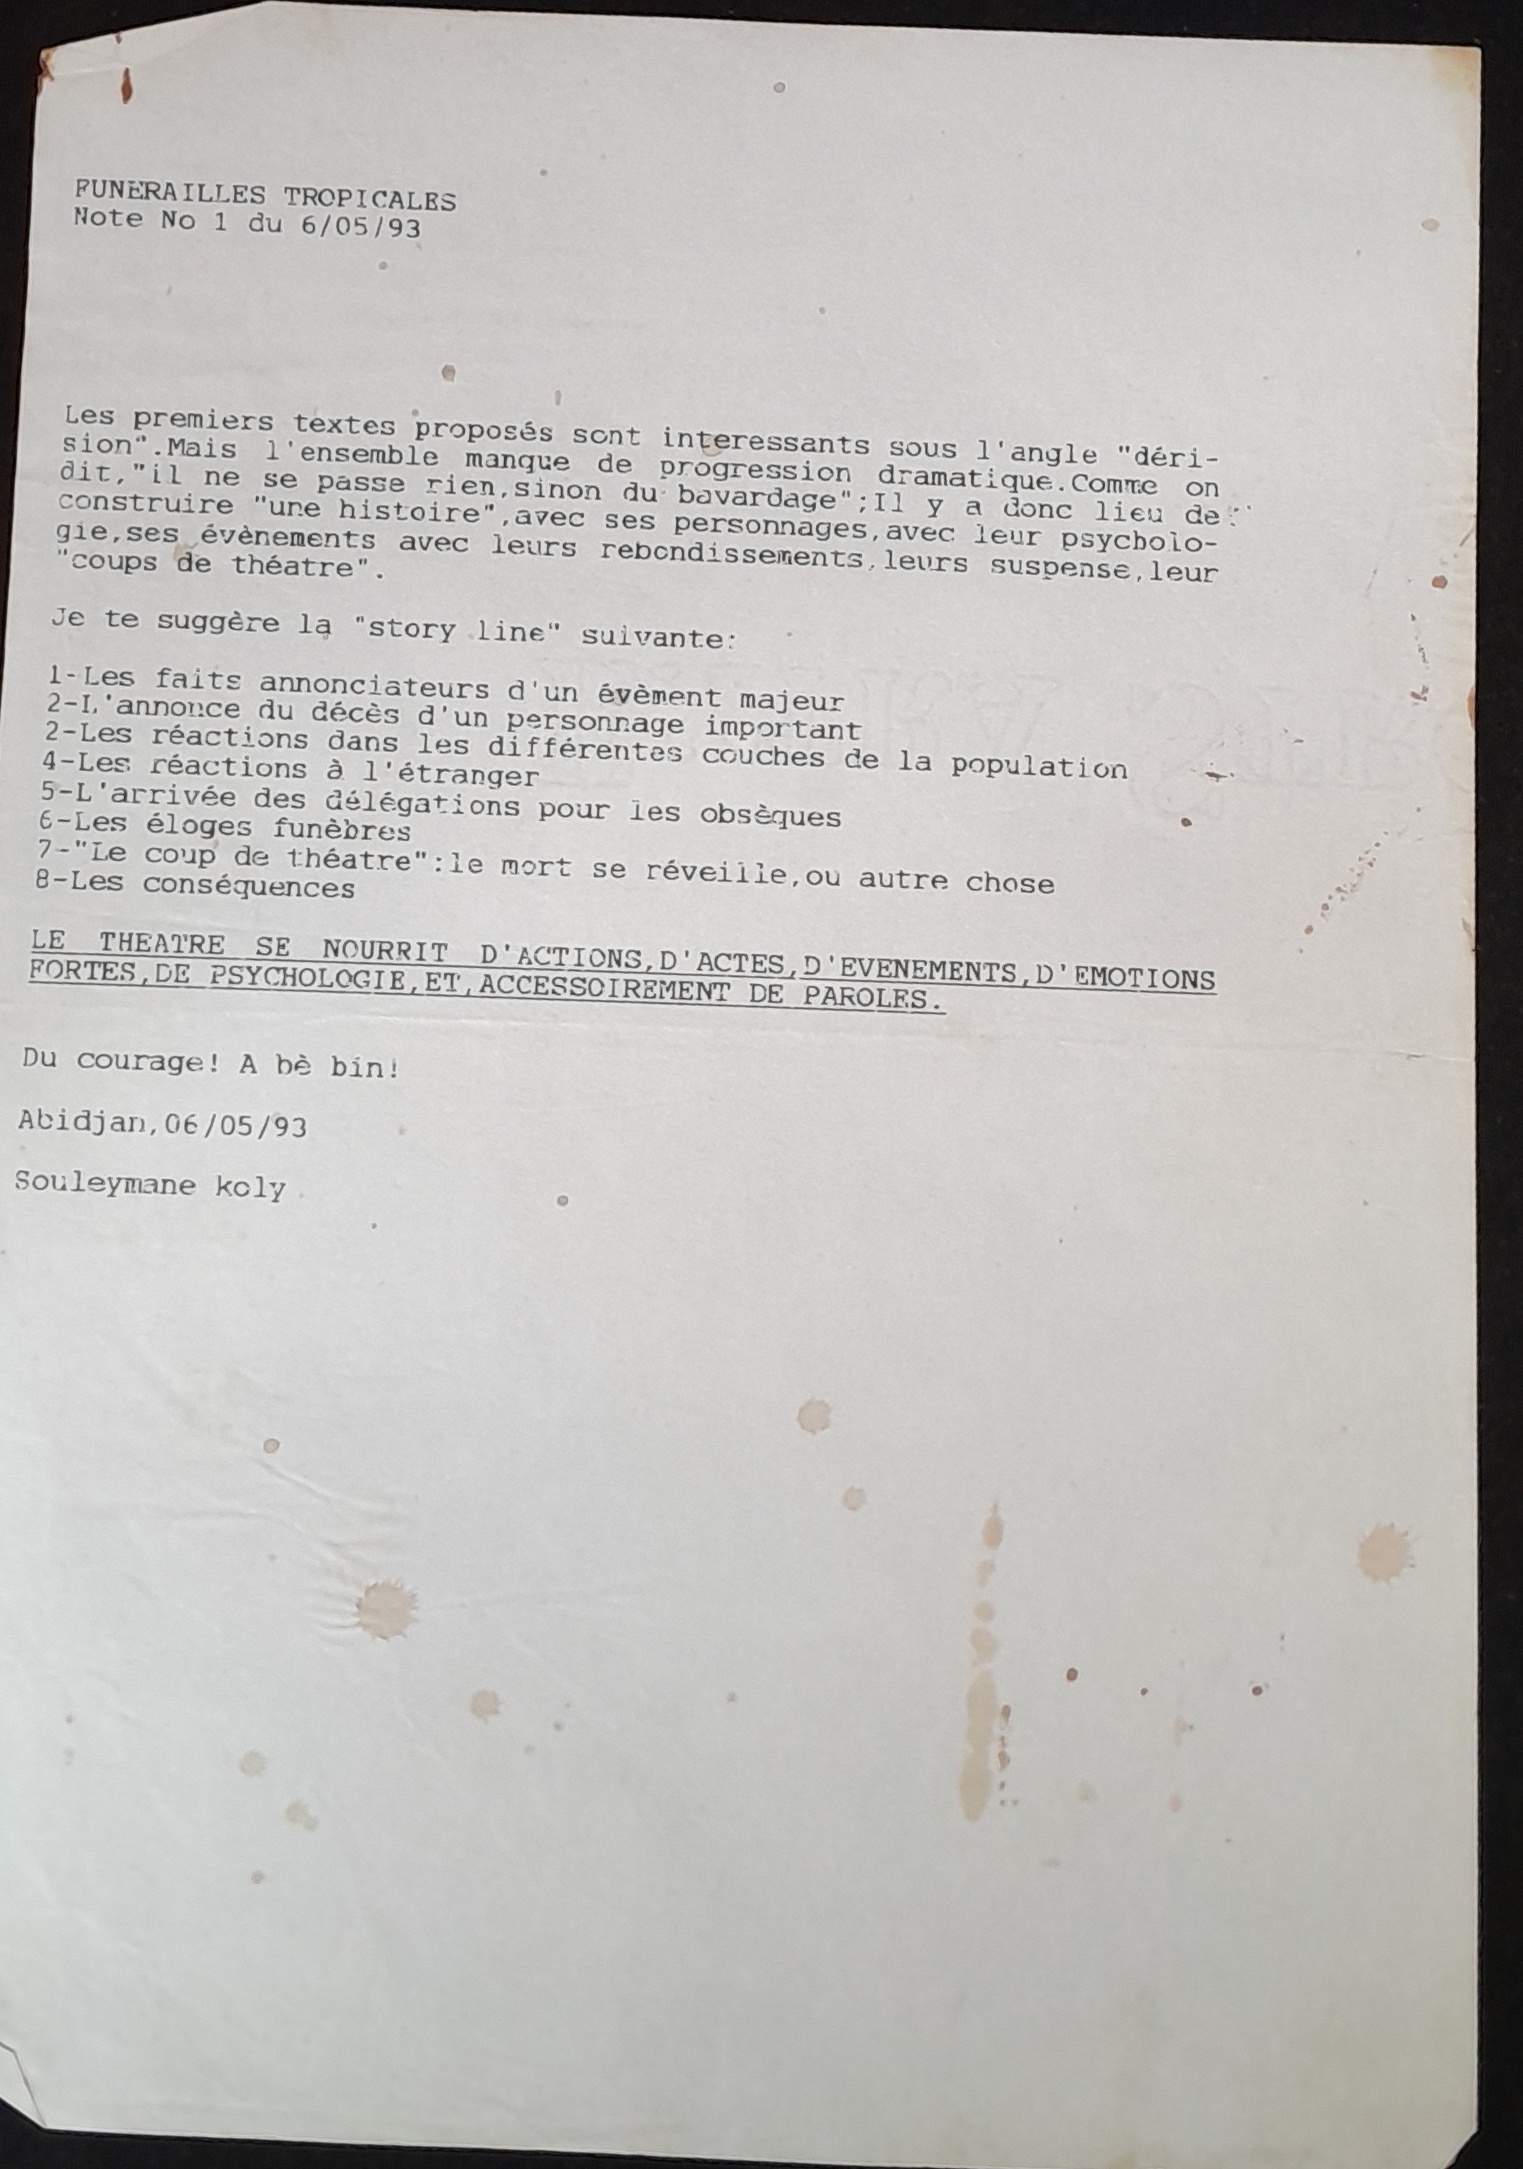 FUNERAILLES TROPICALES
Note No 1 du 6/05/93
Les premiers textes proposés sont interessants sous l'angle "déri-
sion".Mais l'ensemble manque de progression dramatique.Comme on
dit,"il ne se passe rien,sinon du bavardage";Il y a donc lieu de
construire "une histoire",avec ses personnages,avec leur psycholo-
gie,ses évènements avec leurs rebondissements,leurs suspense,leur
"coups de théatre".
Je te suggère la "story line" suivante:
1-Les faits annonciateurs d'un évèment majeur
2-L'annonce du décès d'un personnage important
2-Les réactions dans les différentes couches de la population
4-Les réactions à l'étranger
5-L'arrivée des délégations pour les obsèques
6-Les éloges funèbres
7-"Le coup de théatre":le mort se réveille,ou autre chose
8-Les conséquences
LE THEATRE SE NOURRIT D'ACTIONS,D'ACTES,D'EVENEMENTS,D'EMOTIONS
FORTES,DE PSYCHOLOGIE,ET,ACCESSOIREMENT DE PAROLES.
Du courage! A bè bin!
Abidjan,06/05/93
Souleymane koly